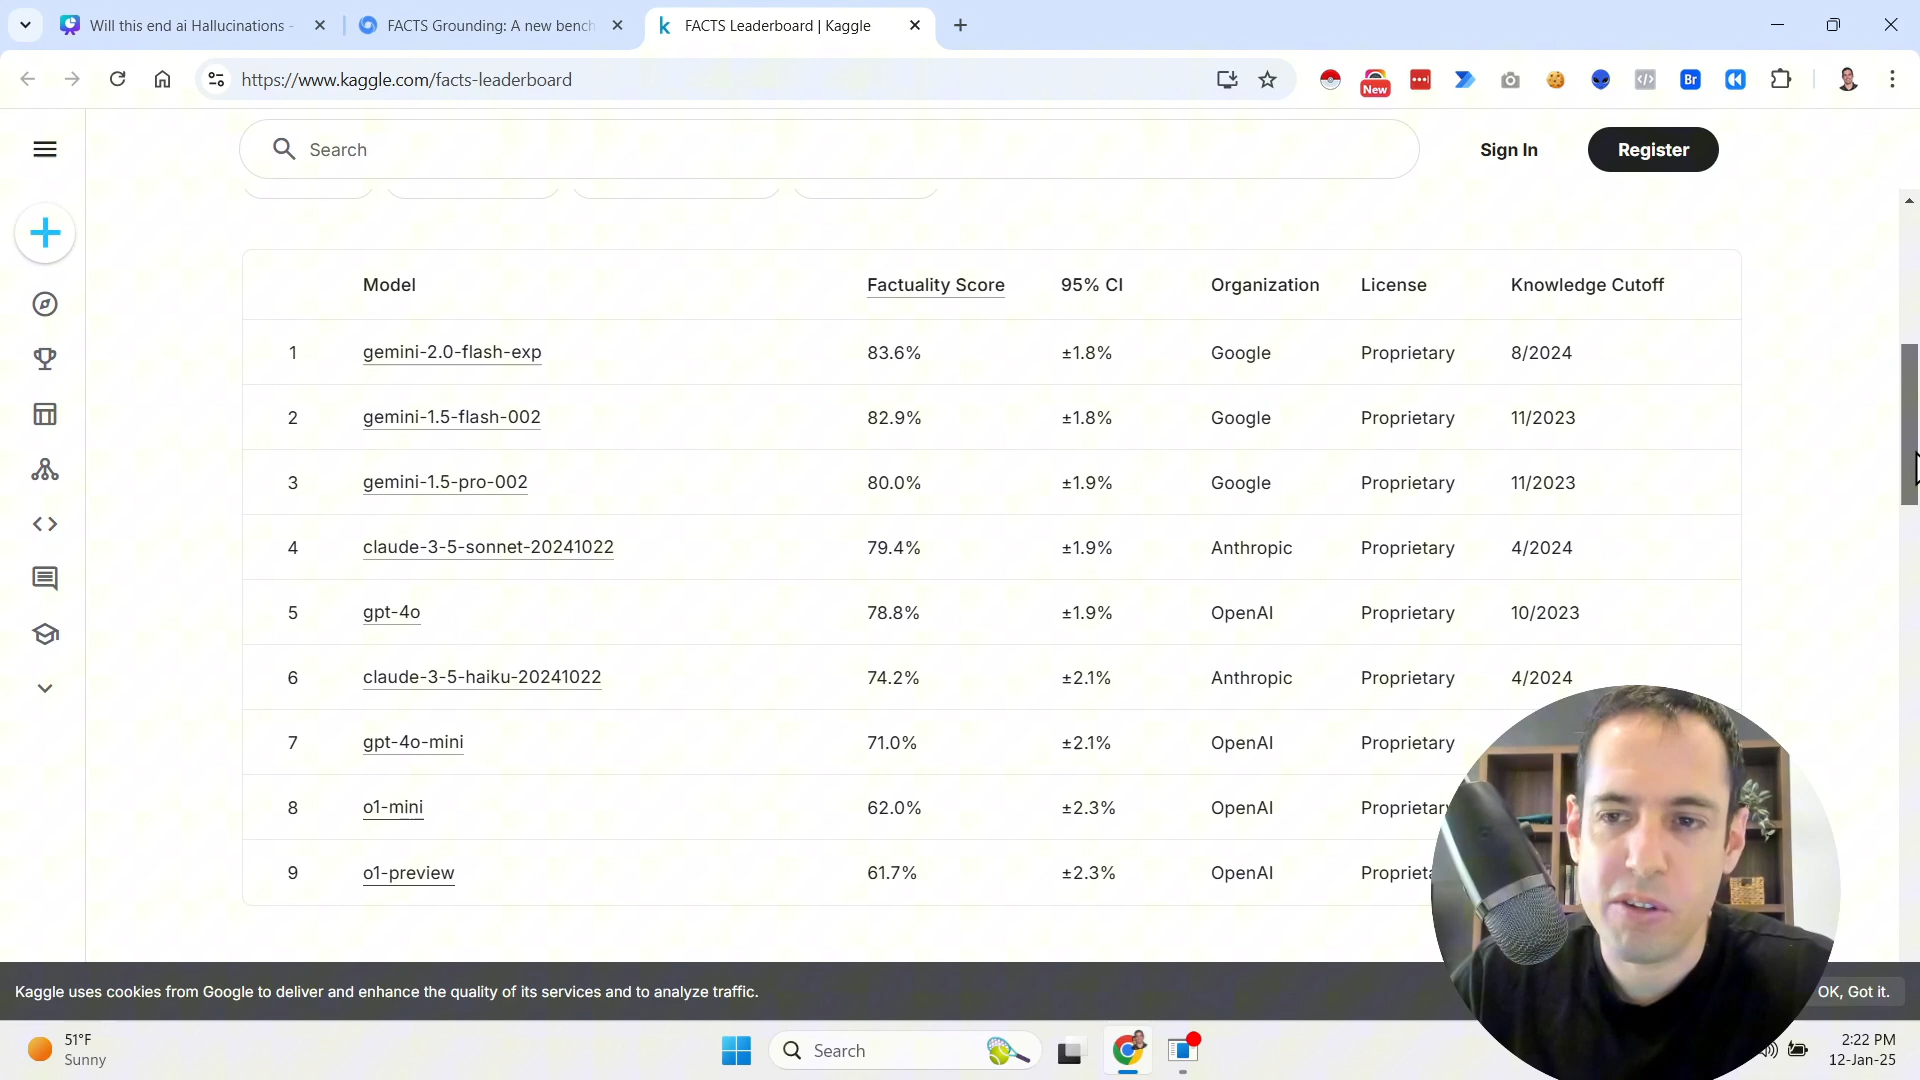 Will this end ai Hallucinations -
FACTS Grounding: A new bench
FACTS Leaderboard | Kaggle
https://www.kaggle.com/facts-leaderboard
New
Br
Search
Sign In
Register
Model Factuality Score 95% CI Organization License Knowledge Cutoff
1 gemini-2.0-flash-exp 83.6% ±1.8% Google Proprietary 8/2024
2 gemini-1.5-flash-002 82.9% ±1.8% Google Proprietary 11/2023
3 gemini-1.5-pro-002 80.0% ±1.9% Google Proprietary 11/2023
4 claude-3-5-sonnet-20241022 79.4% ±1.9% Anthropic Proprietary 4/2024
5 gpt-4o 78.8% ±1.9% OpenAI Proprietary 10/2023
6 claude-3-5-haiku-20241022 74.2% ±2.1% Anthropic Proprietary 4/2024
7 gpt-4o-mini 71.0% ±2.1% OpenAI Proprietary
8 o1-mini 62.0% ±2.3% OpenAI Proprietary
9 o1-preview 61.7% ±2.3% OpenAI Proprieta
Kaggle uses cookies from Google to deliver and enhance the quality of its services and to analyze traffic.
OK, Got it.
51°F
Sunny
Search
2:22 PM
12-Jan-25